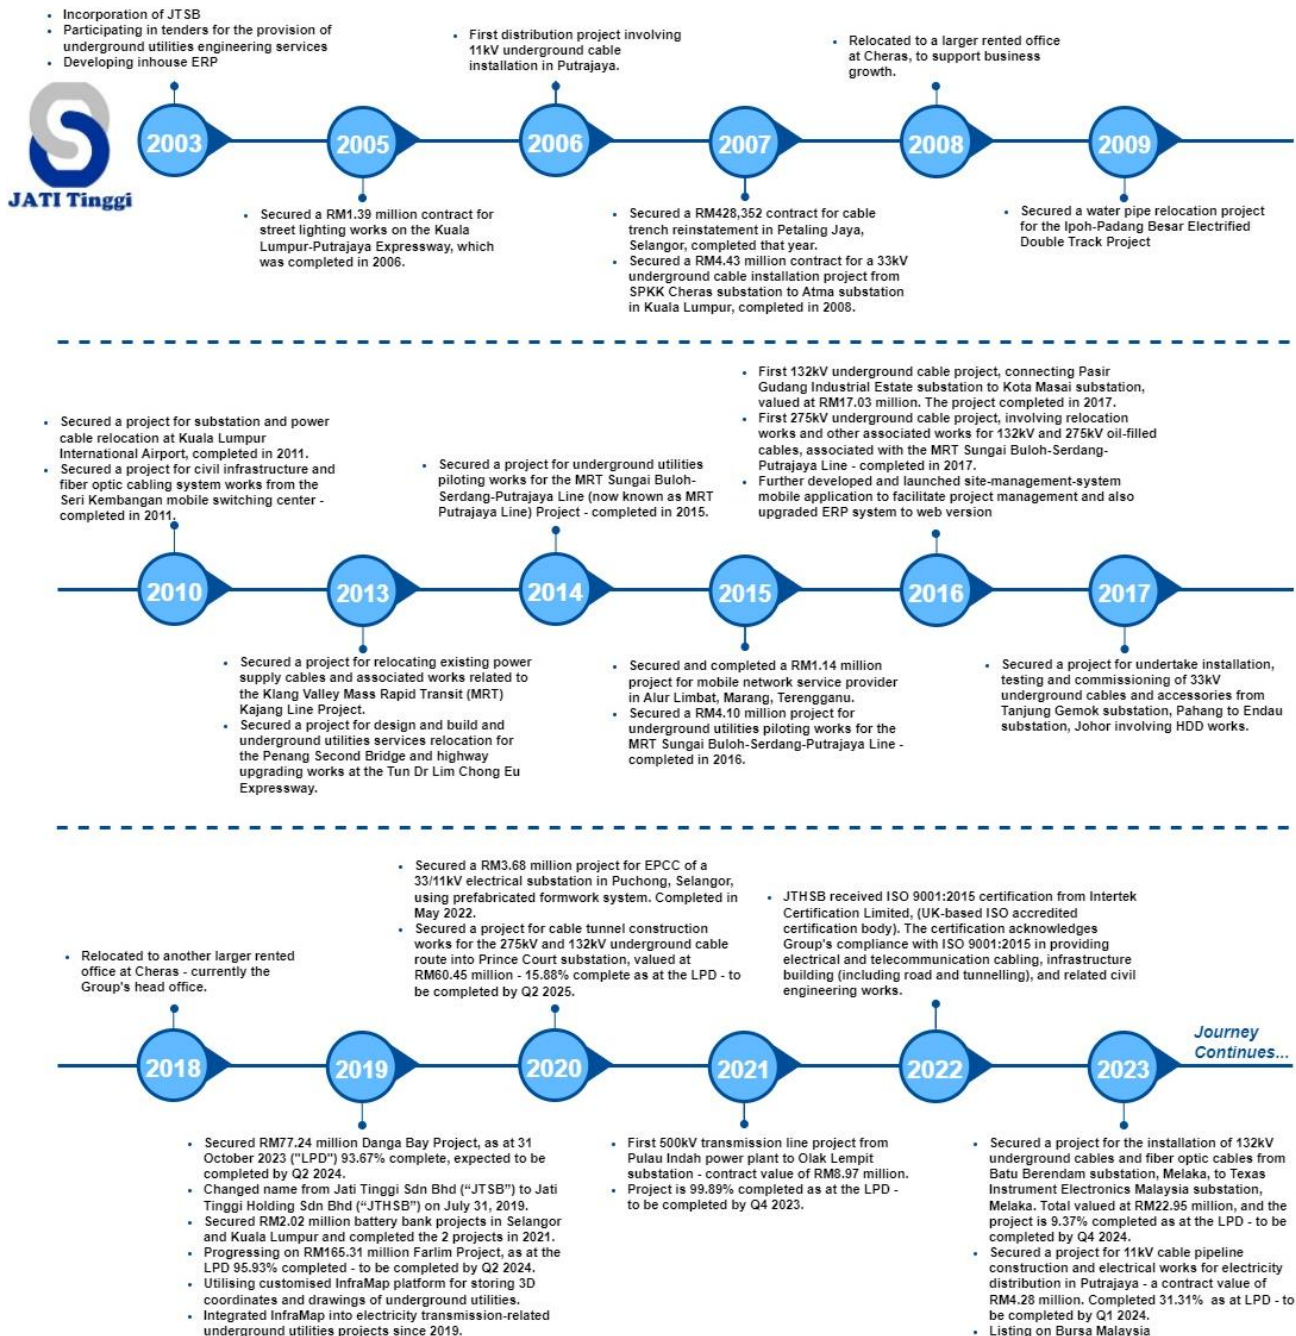 • Incorporation of JTSB
• Participating in tenders for the provision of
underground utilities engineering services
• Developing inhouse ERP
• First distribution project involving
11kV underground cable
installation in Putrajaya.
• Relocated to a larger rented office
at Cheras, to support business
growth.
JATI Tinggi
2003
2005
2006
2007
2008
2009
• Secured a RM1.39 million contract for
street lighting works on the Kuala
Lumpur-Putrajaya Expressway, which
was completed in 2006.
• Secured a RM428,352 contract for cable
trench reinstatement in Petaling Jaya,
Selangor, completed that year.
• Secured a RM4.43 million contract for a 33kV
underground cable installation project from
SPKK Cheras substation to Atma substation
in Kuala Lumpur, completed in 2008.
• Secured a water pipe relocation project
for the Ipoh-Padang Besar Electrified
Double Track Project
• Secured a project for substation and power
cable relocation at Kuala Lumpur
International Airport, completed in 2011.
• Secured a project for civil infrastructure and
fiber optic cabling system works from the
Seri Kembangan mobile switching center -
completed in 2011.
• Secured a project for underground utilities
piloting works for the MRT Sungai Buloh-
Serdang-Putrajaya Line (now known as MRT
Putrajaya Line) Project - completed in 2015.
• First 132kV underground cable project, connecting Pasir
Gudang Industrial Estate substation to Kota Masai substation,
valued at RM17.03 million. The project completed in 2017.
• First 275kV underground cable project, involving relocation
works and other associated works for 132kV and 275kV oil-filled
cables, associated with the MRT Sungai Buloh-Serdang-
Putrajaya Line - completed in 2017.
• Further developed and launched site-management-system
mobile application to facilitate project management and also
upgraded ERP system to web version
2010
2013
2014
2015
2016
2017
• Secured a project for relocating existing power
supply cables and associated works related to
the Klang Valley Mass Rapid Transit (MRT)
Kajang Line Project.
• Secured a project for design and build and
underground utilities services relocation for
the Penang Second Bridge and highway
upgrading works at the Tun Dr Lim Chong Eu
Expressway.
• Secured and completed a RM1.14 million
project for mobile network service provider
in Alur Limbat, Marang, Terengganu.
• Secured a RM4.10 million project for
underground utilities piloting works for the
MRT Sungai Buloh-Serdang-Putrajaya Line -
completed in 2016.
• Secured a project for undertake installation,
testing and commissioning of 33kV
underground cables and accessories from
Tanjung Gemok substation, Pahang to Endau
substation, Johor involving HDD works.
• Relocated to another larger rented
office at Cheras - currently the
Group's head office.
• Secured a RM3.68 million project for EPCC of a
33/11kV electrical substation in Puchong, Selangor,
using prefabricated formwork system. Completed in
May 2022.
• Secured a project for cable tunnel construction
works for the 275kV and 132kV underground cable
route into Prince Court substation, valued at
RM60.45 million - 15.88% complete as at the LPD - to
be completed by Q2 2025.
• JTHSB received ISO 9001:2015 certification from Intertek
Certification Limited, (UK-based ISO accredited
certification body). The certification acknowledges
Group's compliance with ISO 9001:2015 in providing
electrical and telecommunication cabling, infrastructure
building (including road and tunnelling), and related civil
engineering works.
Journey
Continues...
2018
2019
2020
2021
2022
2023
• Secured RM77.24 million Danga Bay Project, as at 31
October 2023 ("LPD") 93.67% complete, expected to be
completed by Q2 2024.
• Changed name from Jati Tinggi Sdn Bhd (“JTSB”) to Jati
Tinggi Holding Sdn Bhd (“JTHSB”) on July 31, 2019.
• Secured RM2.02 million battery bank projects in Selangor
and Kuala Lumpur and completed the 2 projects in 2021.
• Progressing on RM165.31 million Farlim Project, as at the
LPD 95.93% completed - to be completed by Q2 2024.
• Utilising customised InfraMap platform for storing 3D
coordinates and drawings of underground utilities.
• Integrated InfraMap into electricity transmission-related
underground utilities projects since 2019.
• First 500kV transmission line project from
Pulau Indah power plant to Olak Lempit
substation - contract value of RM8.97 million.
• Project is 99.89% completed as at the LPD -
to be completed by Q4 2023.
• Secured a project for the installation of 132kV
underground cables and fiber optic cables from
Batu Berendam substation, Melaka, to Texas
Instrument Electronics Malaysia substation,
Melaka. Total valued at RM22.95 million, and the
project is 9.37% completed as at the LPD - to be
completed by Q4 2024.
• Secured a project for 11kV cable pipeline
construction and electrical works for electricity
distribution in Putrajaya - a contract value of
RM4.28 million. Completed 31.31% as at LPD - to
be completed by Q1 2024.
• Listing on Bursa Malaysia